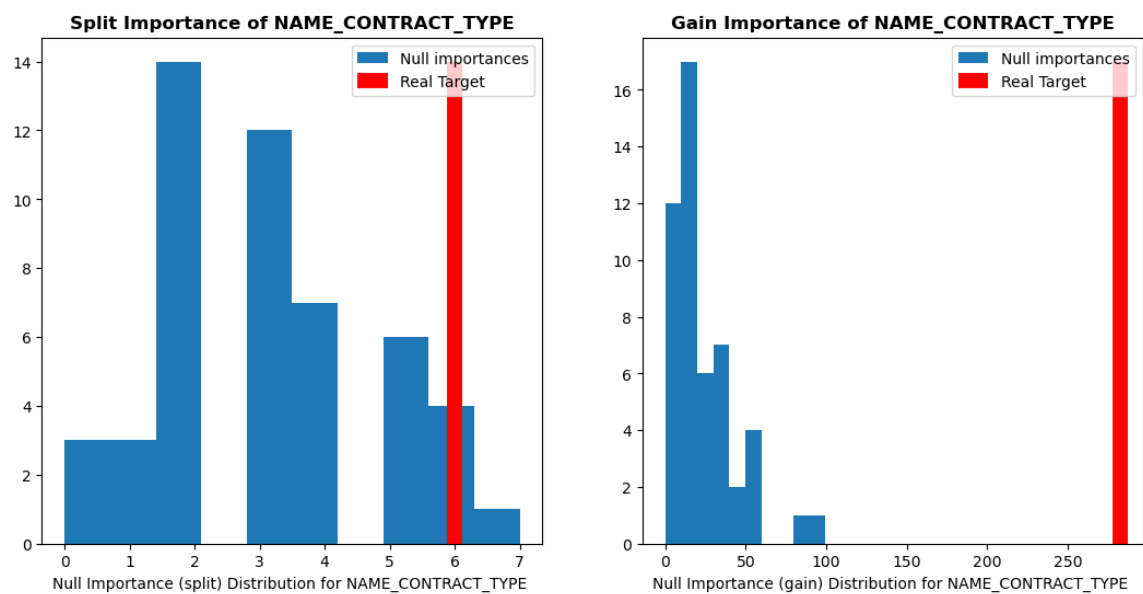 Split Importance of NAME_CONTRACT_TYPE
14
12
10
8
6
4
2
0
Null importances
Real Target
0 1 2 3 4 5 6 7
Null Importance (split) Distribution for NAME_CONTRACT_TYPE
Gain Importance of NAME_CONTRACT_TYPE
16
14
12
10
8
6
4
2
0
Null importances
Real Target
0 50 100 150 200 250
Null Importance (gain) Distribution for NAME_CONTRACT_TYPE